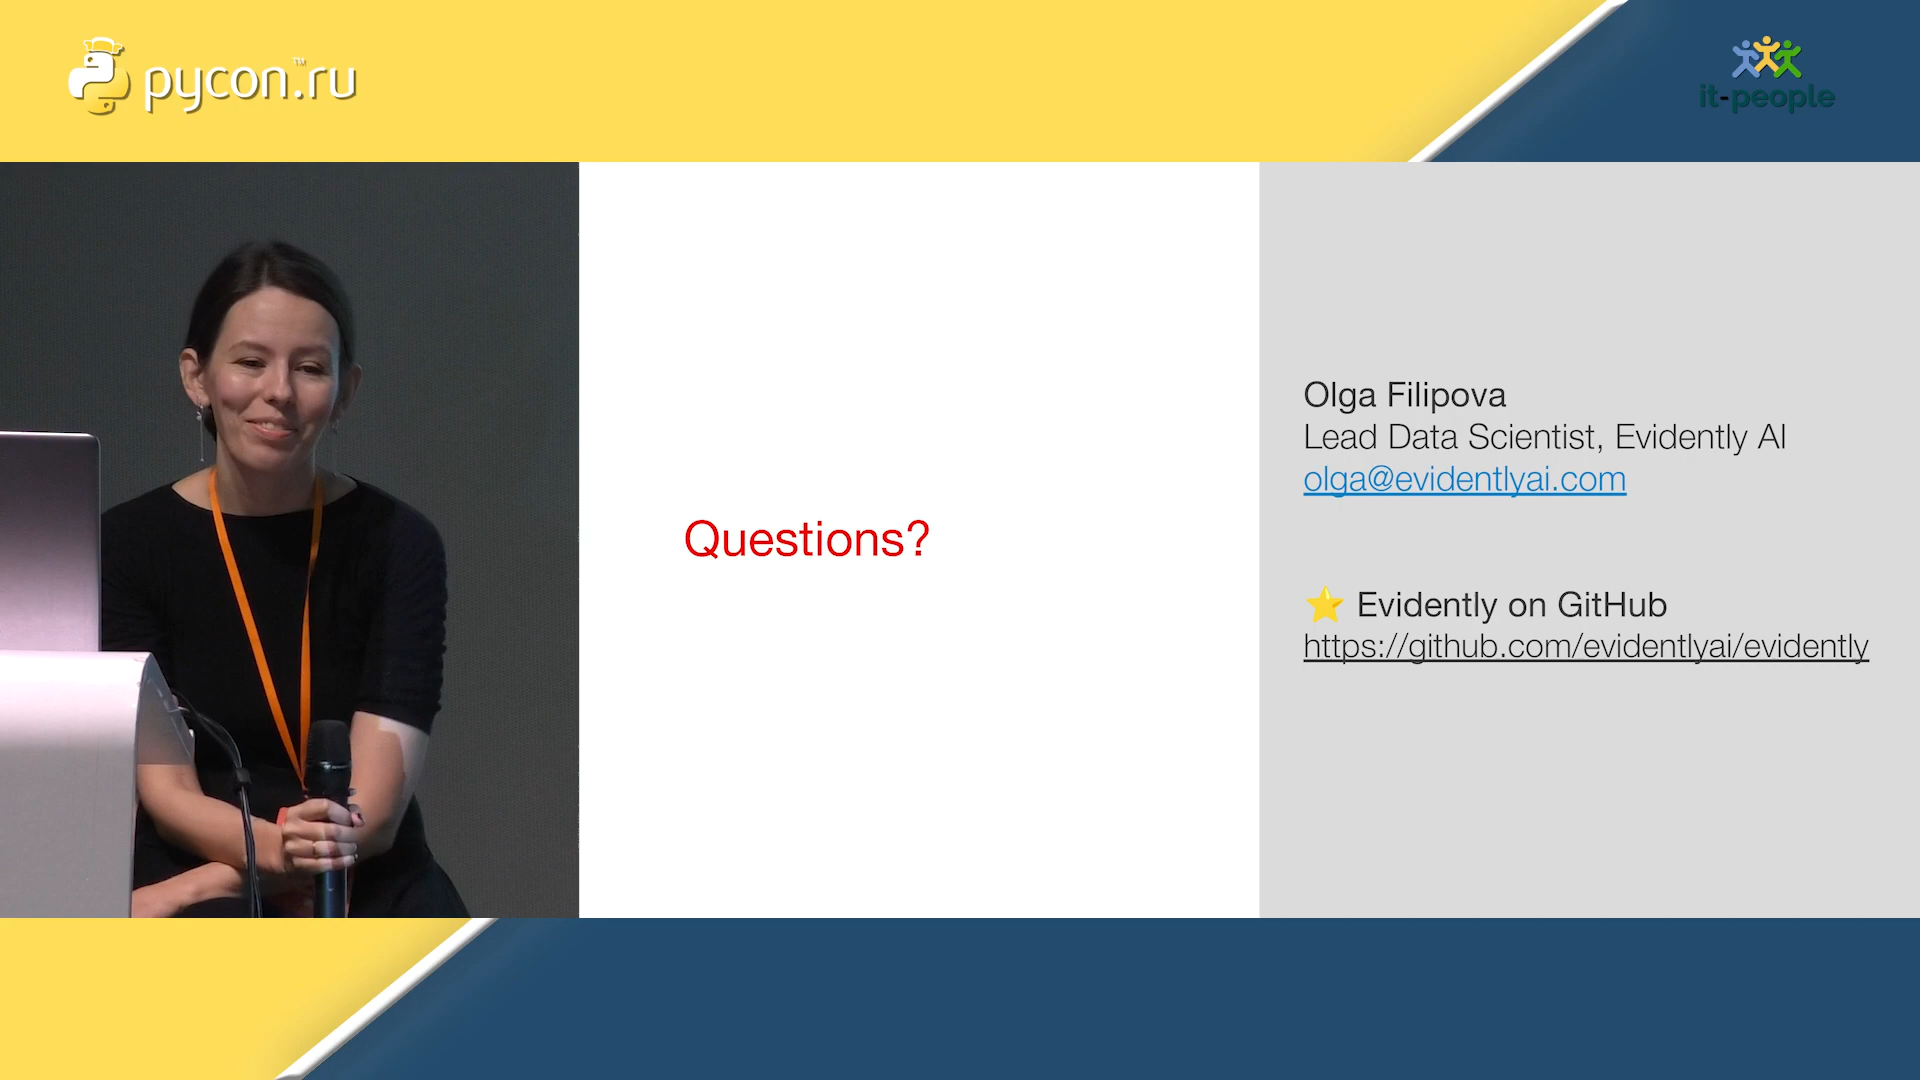 pycon.ru
TM
it-people
Questions?
Olga Filipova
Lead Data Scientist, Evidently AI
olga@evidentlyai.com
⭐ Evidently on GitHub
https://github.com/evidentlyai/evidently